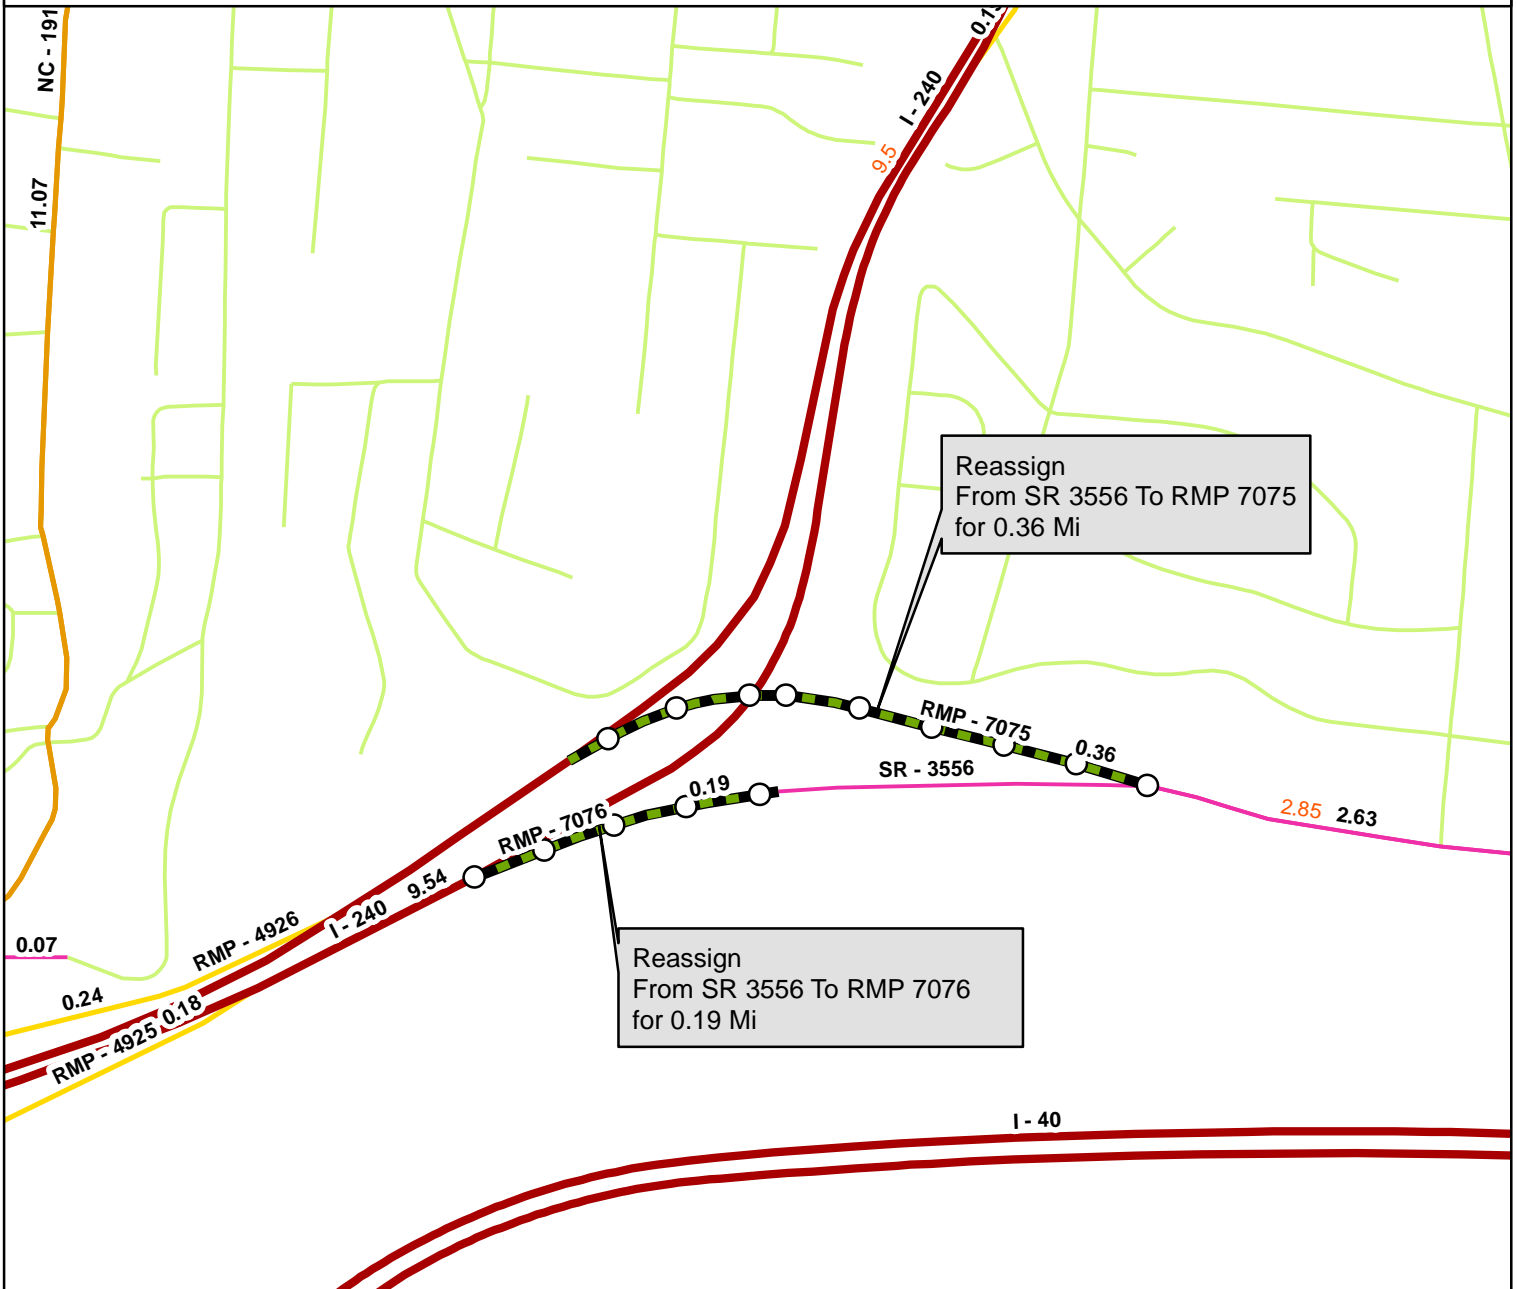 NC - 191
11.07
I - 240
9.5
Reassign
From SR 3556 To RMP 7075
for 0.36 Mi
RMP - 7075
0.36
SR - 3556
0.19
RMP - 7076
2.85 2.63
9.54
I - 240
RMP - 4926
0.07
0.24
0.18
RMP - 4925
Reassign
From SR 3556 To RMP 7076
for 0.19 Mi
I - 40